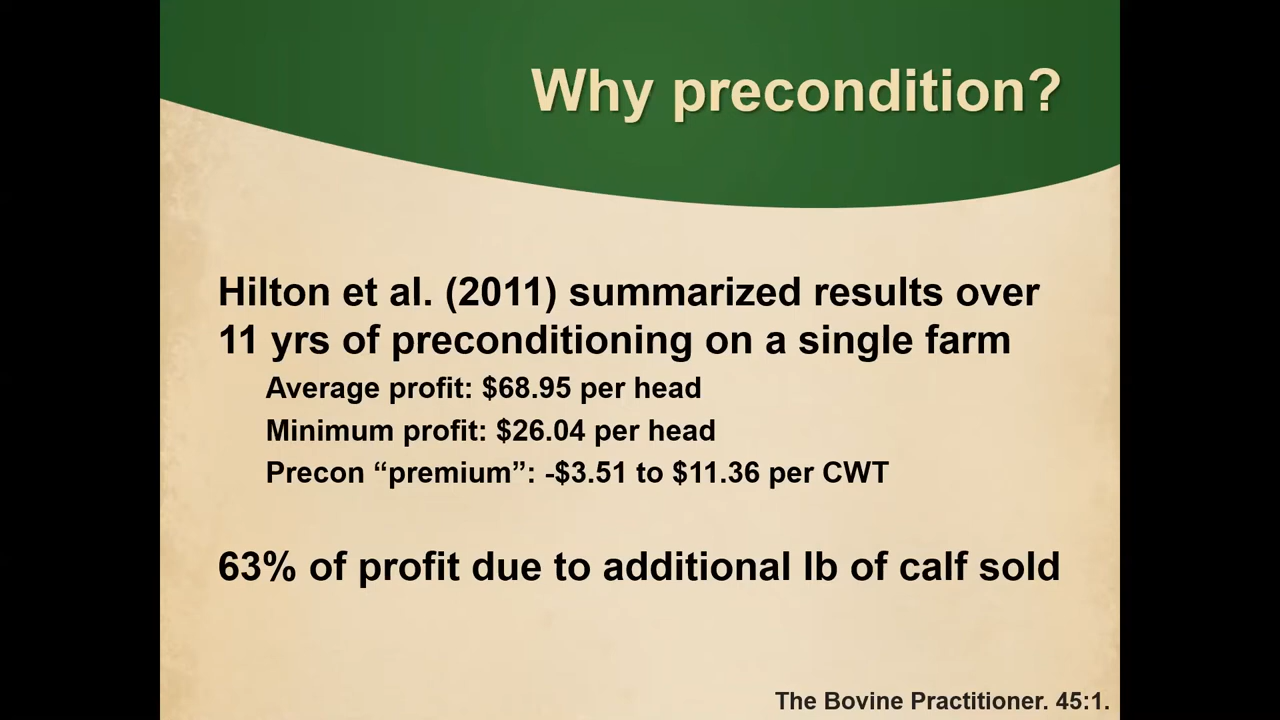 Why precondition?
Hilton et al. (2011) summarized results over
11 yrs of preconditioning on a single farm
Average profit: $68.95 per head
Minimum profit: $26.04 per head
Precon “premium”: -$3.51 to $11.36 per CWT
63% of profit due to additional lb of calf sold
The Bovine Practitioner. 45:1.